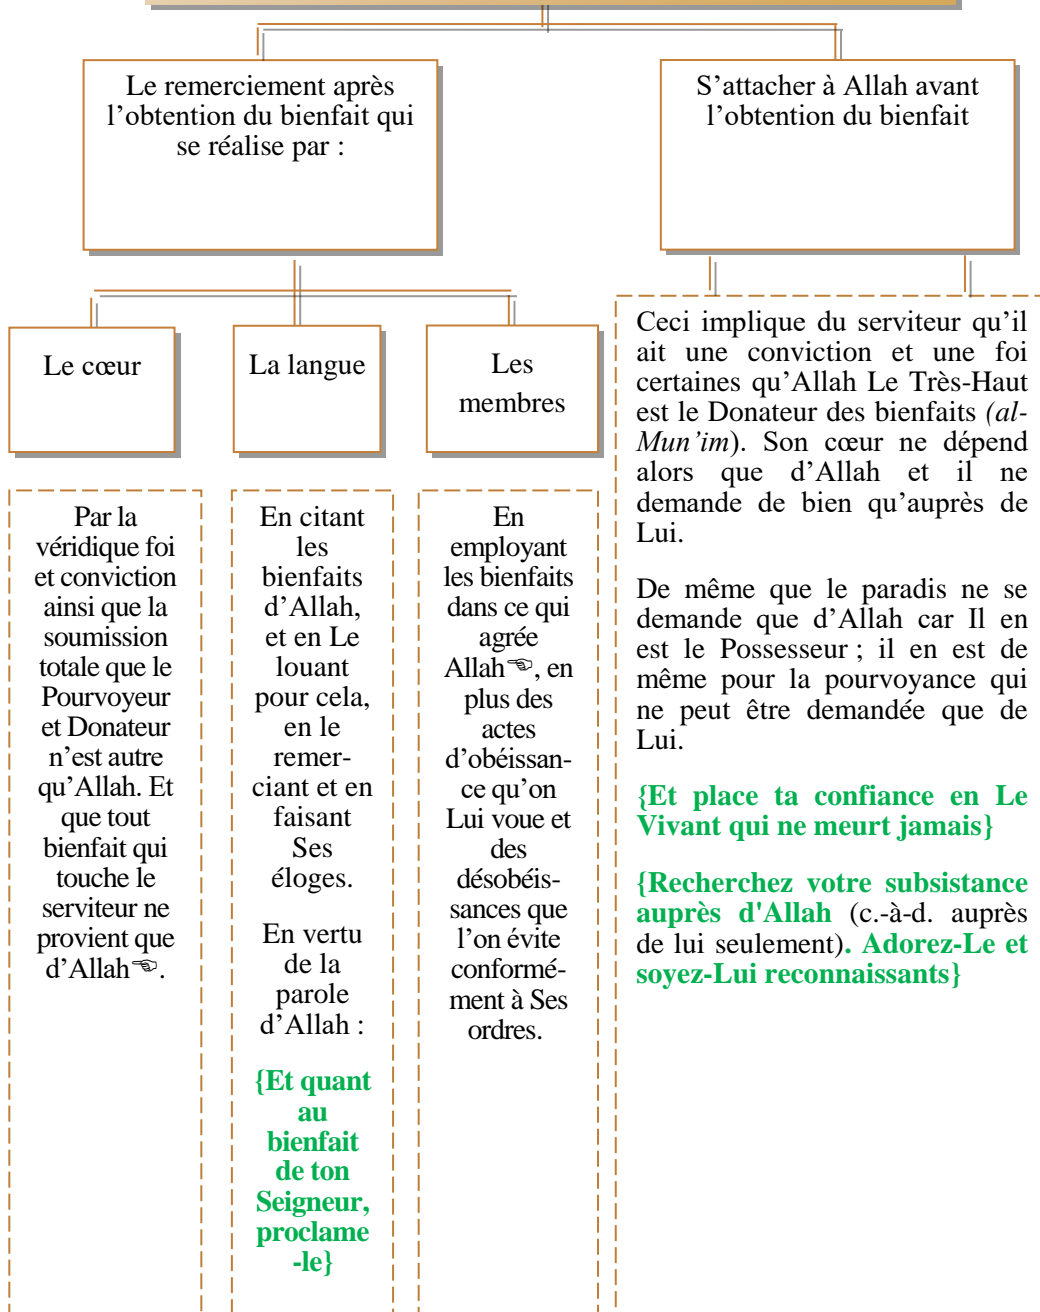 Le remerciement après
l’obtention du bienfait qui
se réalise par :
S’attacher à Allah avant
l’obtention du bienfait
Le cœur
La langue
Les
membres
Par la
véridique foi
et conviction
ainsi que la
soumission
totale que le
Pourvoyeur
et Donateur
n’est autre
qu’Allah. Et
que tout
bienfait qui
touche le
serviteur ne
provient que
d’Allah☜.
En citant
les
bienfaits
d’Allah,
et en Le
louant
pour cela,
en le
remer-
ciant et en
faisant
Ses
éloges.
En vertu
de la
parole
d’Allah :
{Et quant
au
bienfait
de ton
Seigneur,
proclame
-le}
En
employant
les bienfaits
dans ce qui
agrée
Allah☜, en
plus des
actes
d’obéissan-
ce qu’on
Lui voue et
des
désobéis-
sances que
l’on évite
conformé-
ment à Ses
ordres.
Ceci implique du serviteur qu’il
ait une conviction et une foi
certaines qu’Allah Le Très-Haut
est le Donateur des bienfaits (al-
Mun’im). Son cœur ne dépend
alors que d’Allah et il ne
demande de bien qu’auprès de
Lui.
De même que le paradis ne se
demande que d’Allah car Il en
est le Possesseur ; il en est de
même pour la pourvoyance qui
ne peut être demandée que de
Lui.
{Et place ta confiance en Le
Vivant qui ne meurt jamais}
{Recherchez votre subsistance
auprès d'Allah (c.-à-d. auprès
de lui seulement). Adorez-Le et
soyez-Lui reconnaissants}